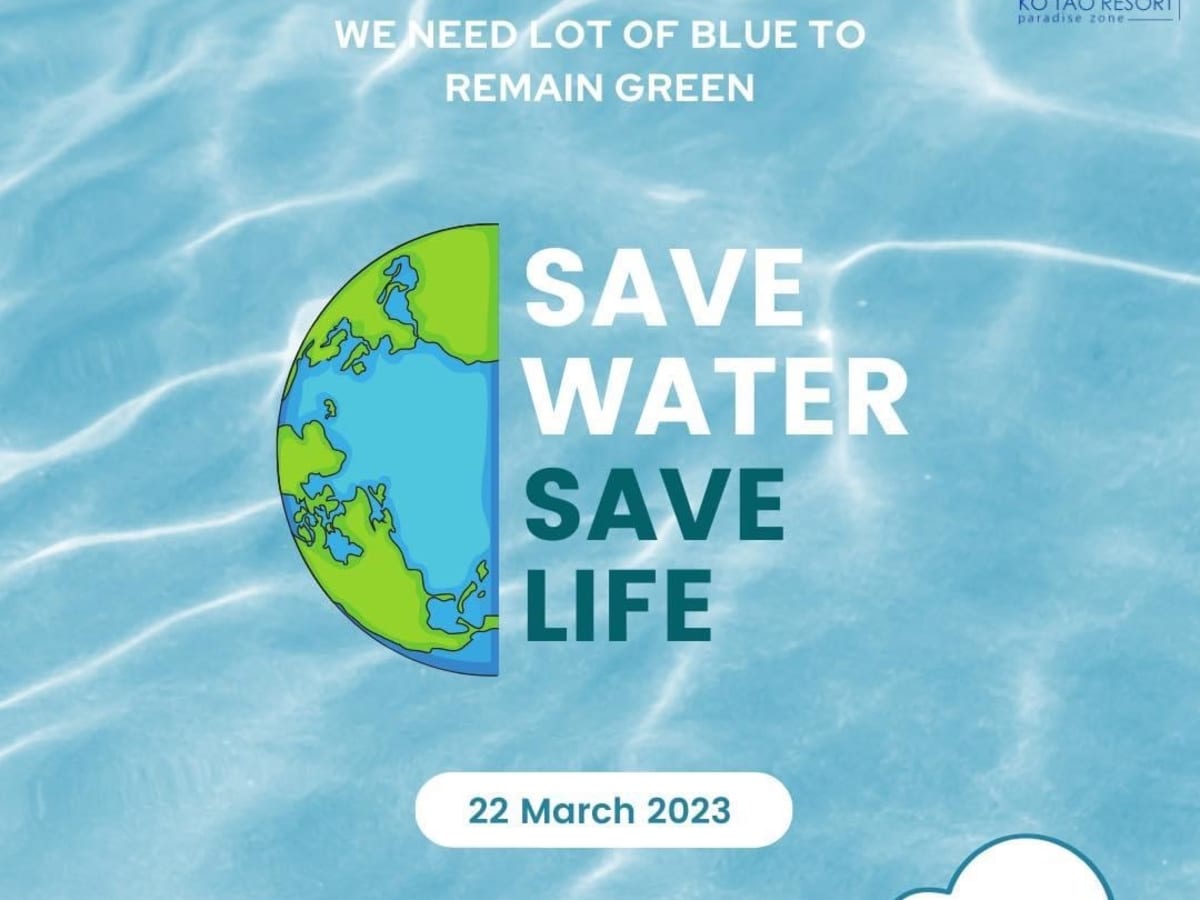 KO TAO RESORT
paradise zone
WE NEED LOT OF BLUE TO
REMAIN GREEN
SAVE
WATER
SAVE
LIFE
22 March 2023